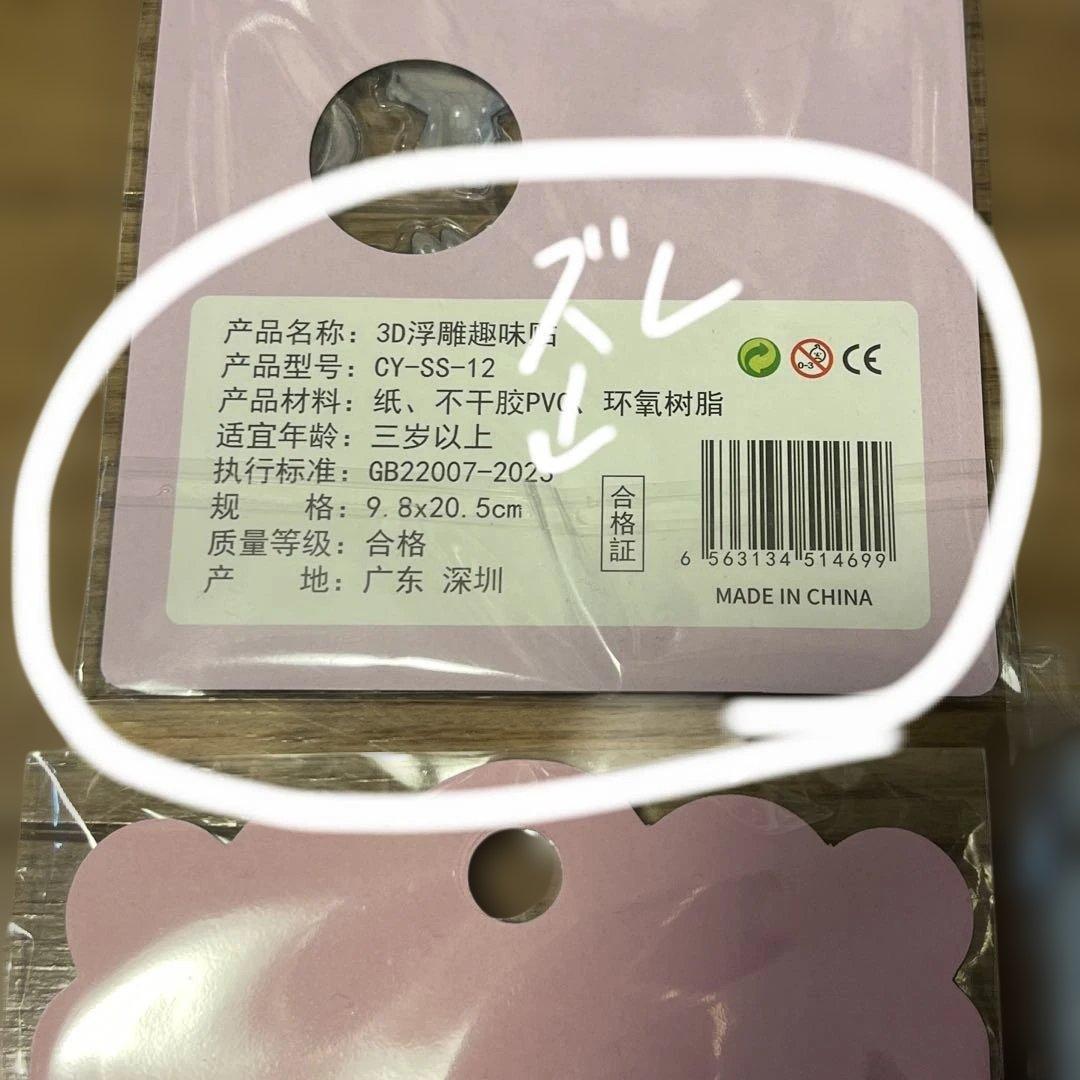 ズレ
产品名称：3D浮雕趣味贴
产品型号：CY-SS-12
产品材料：纸、不干胶PVC、环氧树脂
适宜年龄：三岁以上
执行标准：GB22007-2023
规 格：9.8x20.5cm
质量等级：合格
产 地：广东 深圳
0-3
CE
合格証
6 563134 514699
MADE IN CHINA